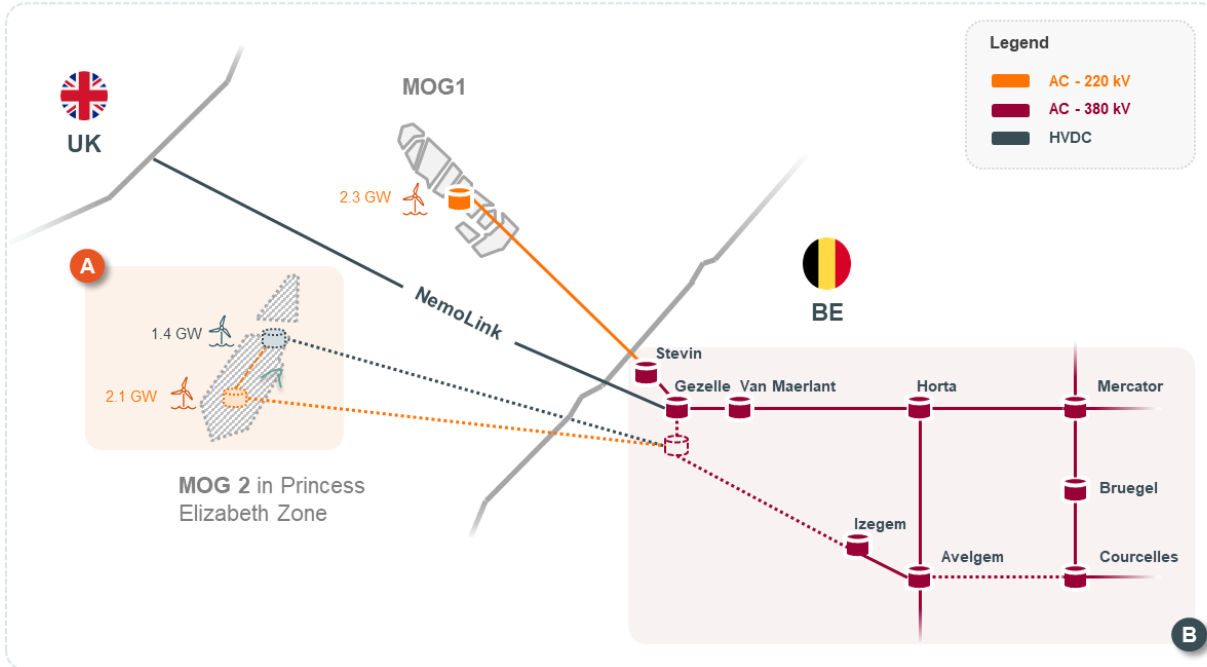 Legend
AC - 220 kV
AC - 380 kV
HVDC
UK
MOG1
2.3 GW
A
NemoLink
BE
1.4 GW
2.1 GW
MOG 2 in Princess
Elizabeth Zone
Stevin
Gezelle
Van Maerlant
Horta
Mercator
Bruegel
Izegem
Avelgem
Courcelles
B